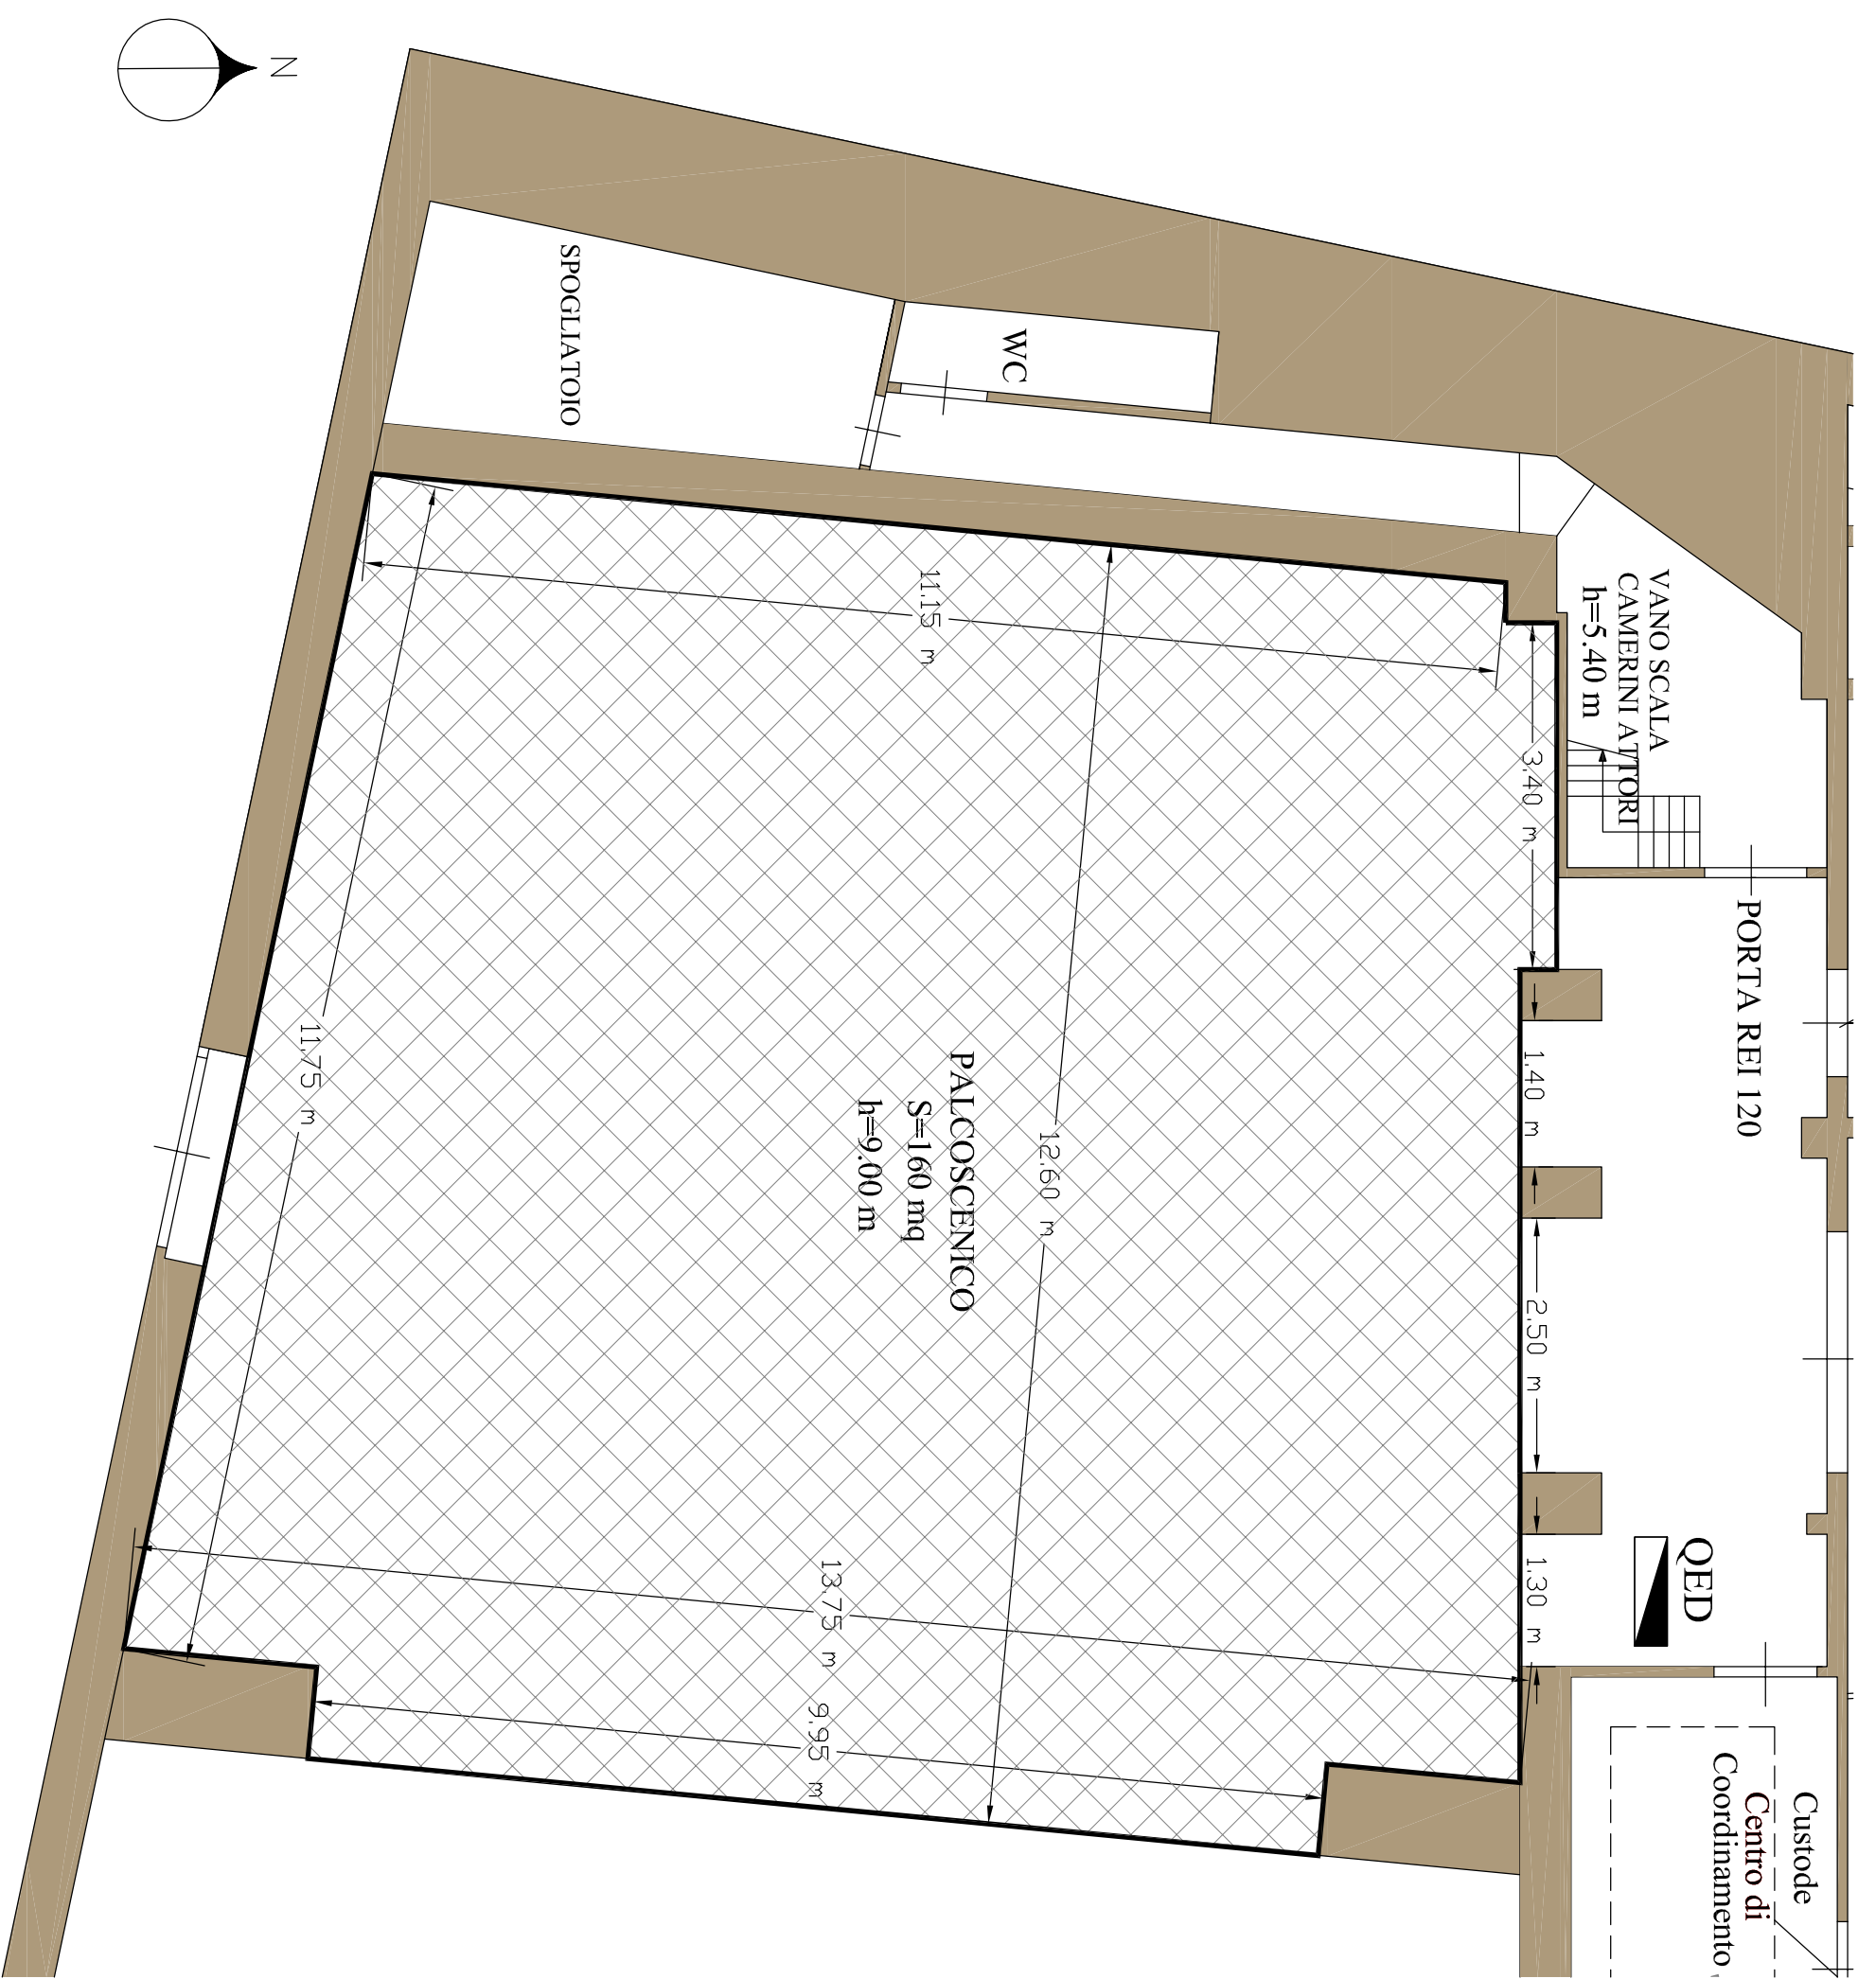 N
SPOGLIATOIO
WC
VANO SCALA
CAMERINI ATTORI
h=5.40 m
PORTA REI 120
11,15 m
3,40 m
1,40 m
2,50 m
1,30 m
11,75 m
12,60 m
PALCOSCENICO
S=160 mq
h=9.00 m
13,75 m
9,95 m
QED
Custode
Centro di
Coordinamento